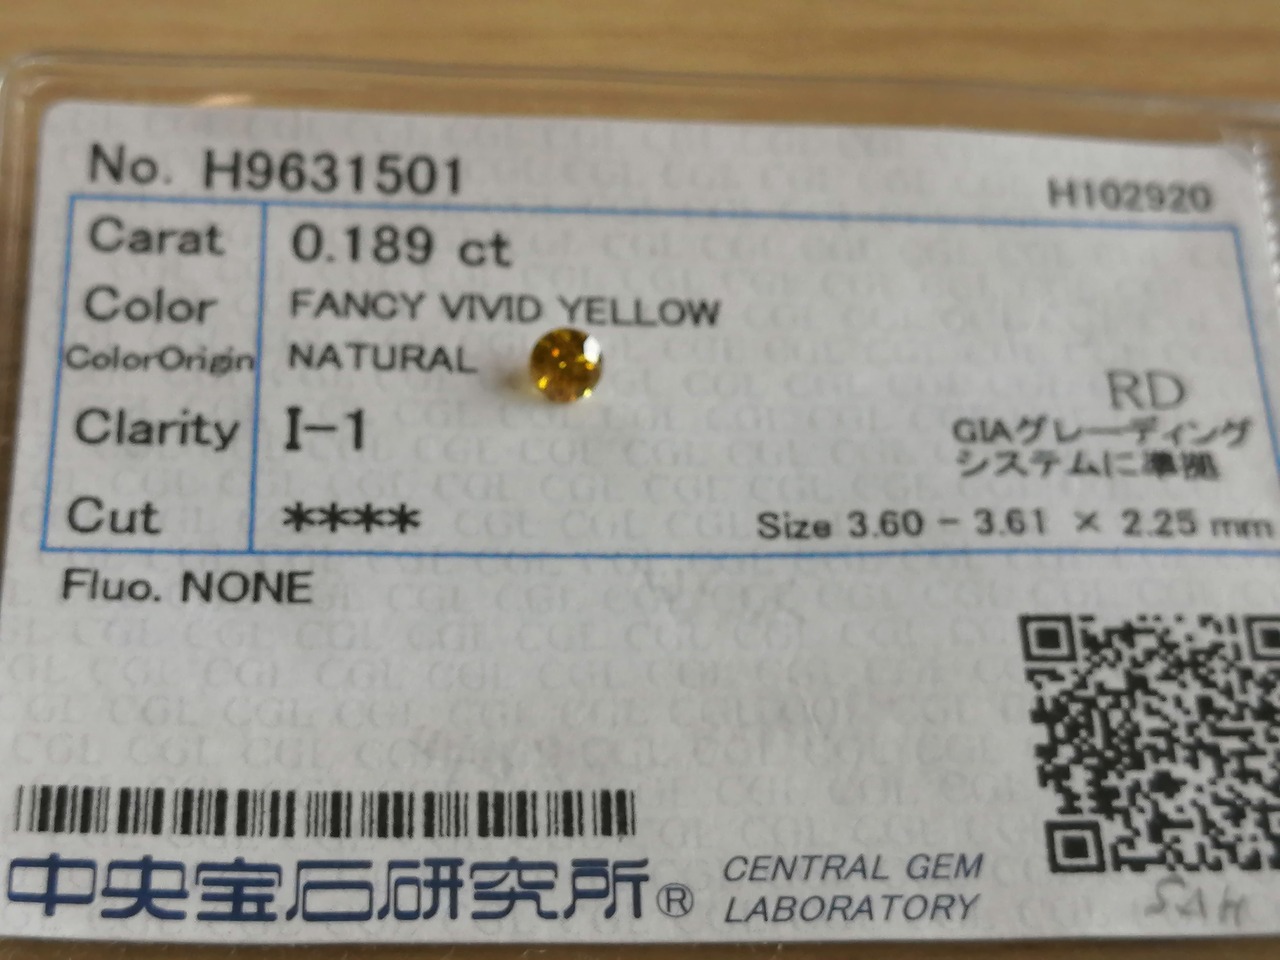 No. H9631501
H102920
Carat 0.189 ct
Color FANCY VIVID YELLOW
ColorOrigin NATURAL
RD
Clarity I-1
GIAグレーディング
システムに準拠
Cut ****
Size 3.60 - 3.61 × 2.25 mm
Fluo. NONE
中央宝石研究所®
CENTRAL GEM
LABORATORY